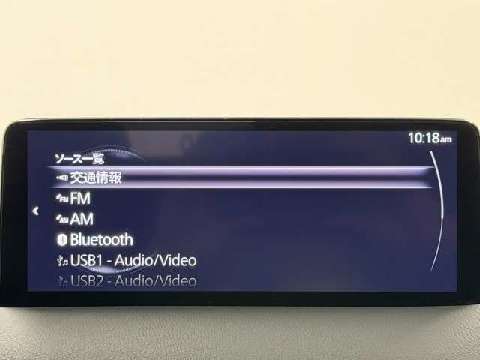 10:18am
ソース一覧
交通情報
FM
AM
Bluetooth
USB1 - Audio/Video
USB2 - Audio/Video